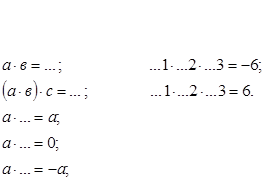 а · в = ... ;
(а · в) · с = ... ;
а · ... = а;
а · ... = 0;
а · ... = −а;
...1 · ...2 · ...3 = −6;
...1 · ...2 · ...3 = 6.